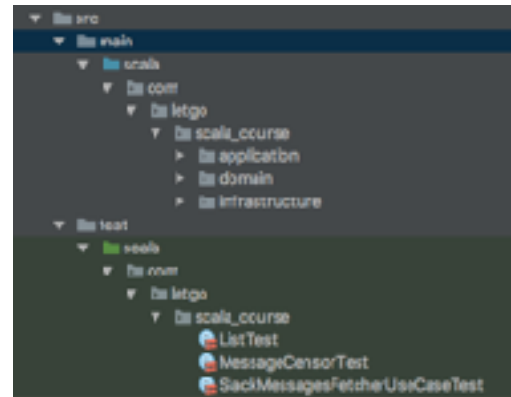 src
main
scala
com
letgo
scala_course
application
domain
infrastructure
test
scala
com
letgo
scala_course
ListTest
MessageCensorTest
SlackMessagesFetcherUseCaseTest